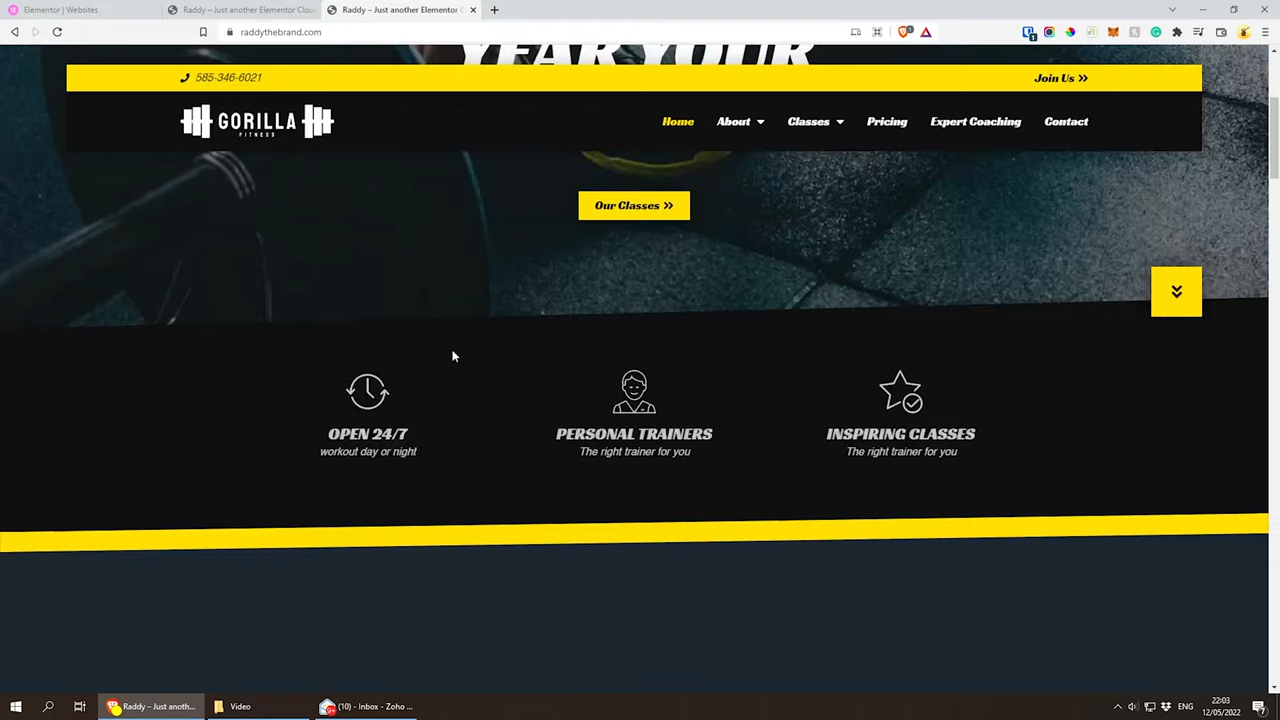 Elementor | Websites
Raddy – Just another Elementor Clou
Raddy – Just another Elementor C
raddythebrand.com
YEAR YOUR
585-346-6021
Join Us
GORILLA
FITNESS
Home
About
Classes
Pricing
Expert Coaching
Contact
Our Classes
OPEN 24/7
workout day or night
PERSONAL TRAINERS
The right trainer for you
INSPIRING CLASSES
The right trainer for you
Raddy – Just anoth...
Video
(10) - Inbox - Zoho ...
ENG
22:03
12/05/2022